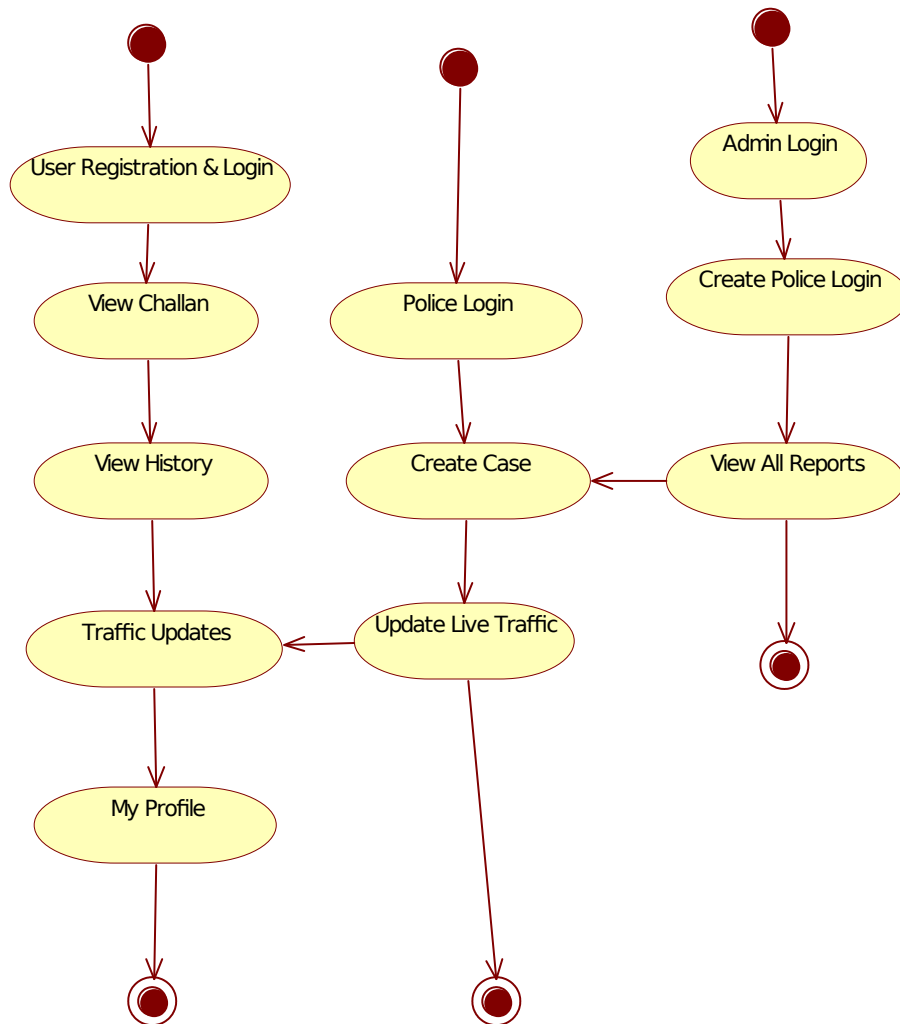 User Registration & Login
View Challan
View History
Traffic Updates
My Profile
Police Login
Create Case
Update Live Traffic
Admin Login
Create Police Login
View All Reports